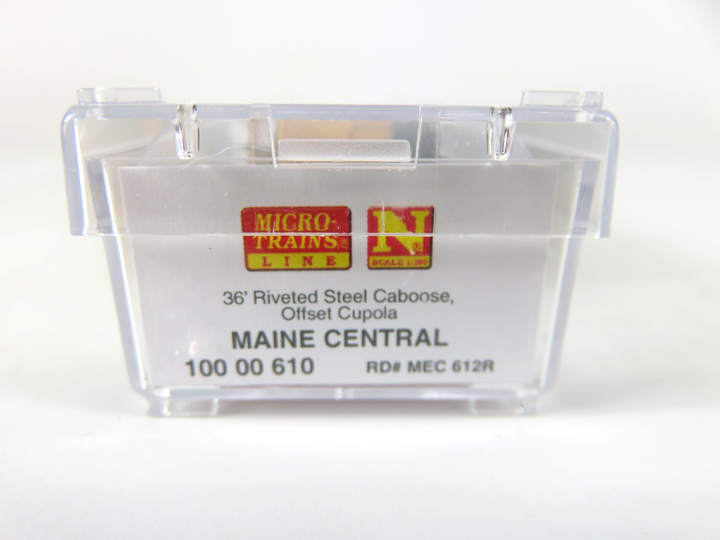 MICRO-
TRAINS®
LINE
N
SCALE 1:160
36' Riveted Steel Caboose,
Offset Cupola
MAINE CENTRAL
100 00 610
RD# MEC 612R